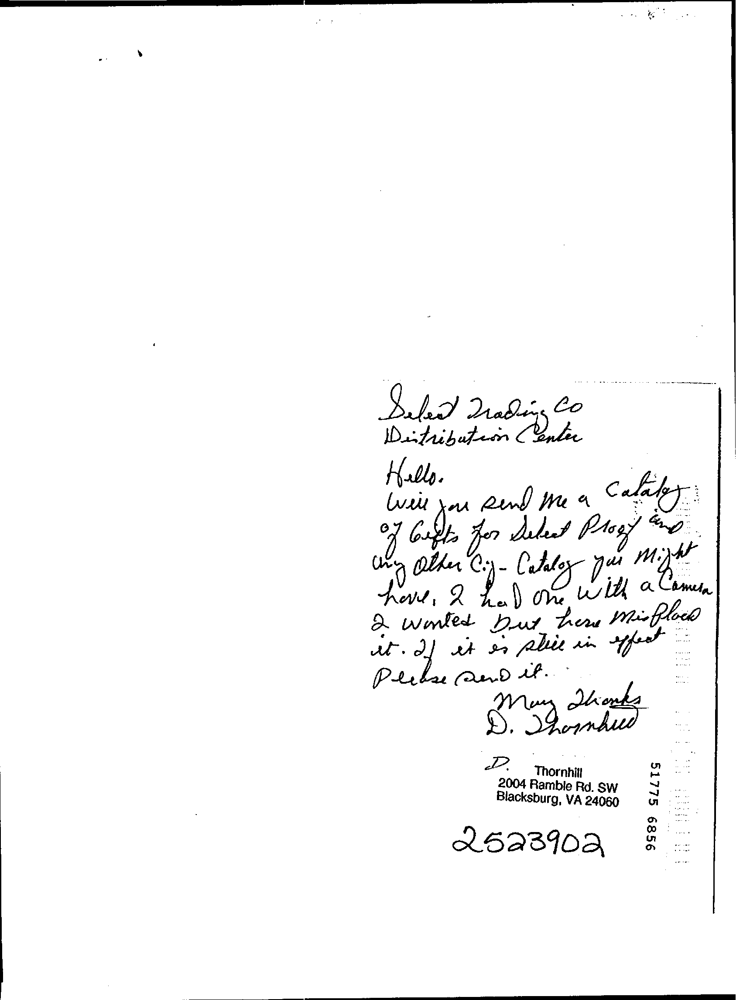 Select Trading Co
Distribution Center
Hello.
Will you send me a Catalog
of Gifts for Select Proof and
any Other Cig- Catalog you Might
have, I had one with a Camera
I wanted but have Misplaced
it. If it is still in effect
Please send it.
Many Thanks
D. Thornhill
D.
Thornhill
2004 Ramble Rd. SW
Blacksburg, VA 24060
2523902
51775 6856